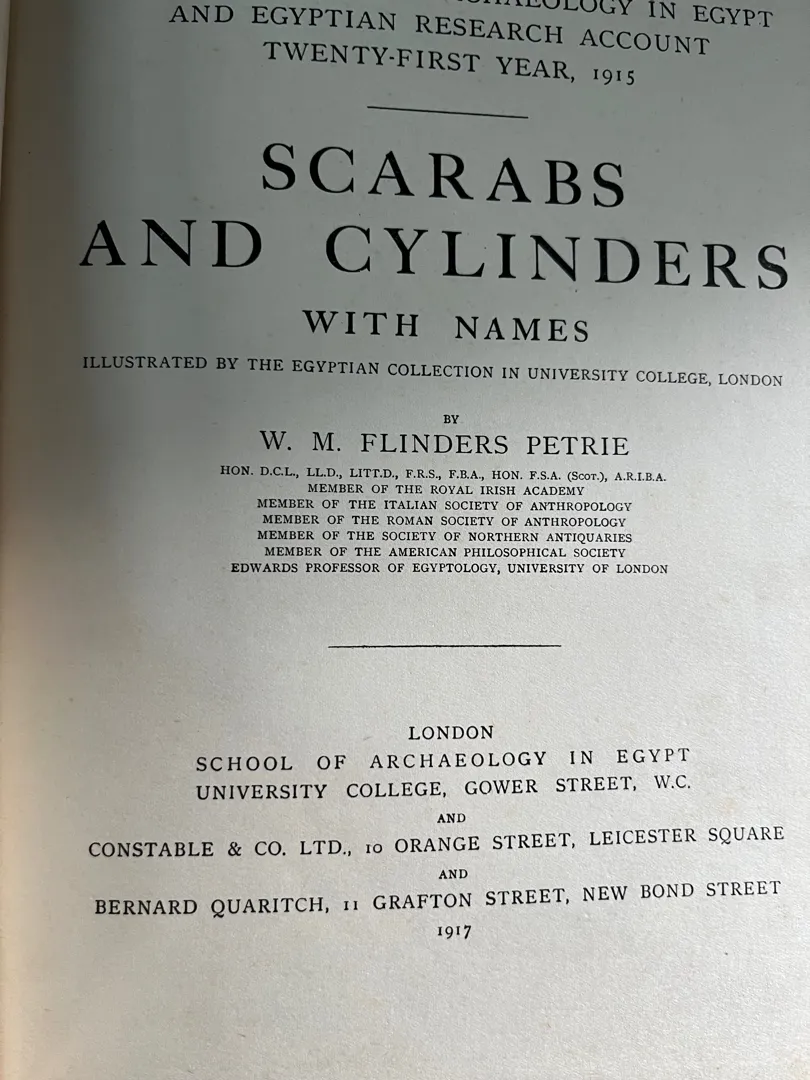 ARCHAEOLOGY IN EGYPT
AND EGYPTIAN RESEARCH ACCOUNT
TWENTY-FIRST YEAR, 1915
SCARABS
AND CYLINDERS
WITH NAMES
ILLUSTRATED BY THE EGYPTIAN COLLECTION IN UNIVERSITY COLLEGE, LONDON
BY
W. M. FLINDERS PETRIE
HON. D.C.L., LL.D., LITT.D., F.R.S., F.B.A., HON. F.S.A. (SCOT.), A.R.I.B.A.
MEMBER OF THE ROYAL IRISH ACADEMY
MEMBER OF THE ITALIAN SOCIETY OF ANTHROPOLOGY
MEMBER OF THE ROMAN SOCIETY OF ANTHROPOLOGY
MEMBER OF THE SOCIETY OF NORTHERN ANTIQUARIES
MEMBER OF THE AMERICAN PHILOSOPHICAL SOCIETY
EDWARDS PROFESSOR OF EGYPTOLOGY, UNIVERSITY OF LONDON
LONDON
SCHOOL OF ARCHAEOLOGY IN EGYPT
UNIVERSITY COLLEGE, GOWER STREET, W.C.
AND
CONSTABLE & CO. LTD., 10 ORANGE STREET, LEICESTER SQUARE
AND
BERNARD QUARITCH, 11 GRAFTON STREET, NEW BOND STREET
1917